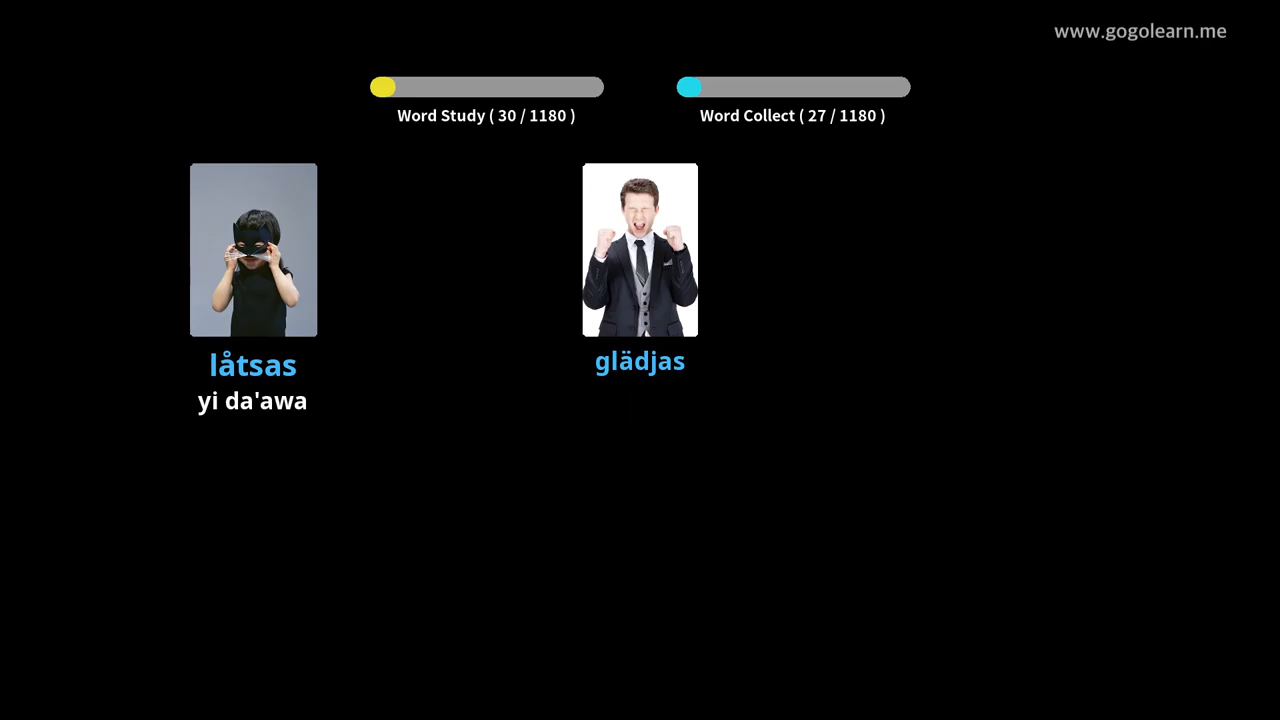 www.gogolearn.me
Word Study ( 30 / 1180 )
Word Collect ( 27 / 1180 )
låtsas
yi da'awa
glädjas